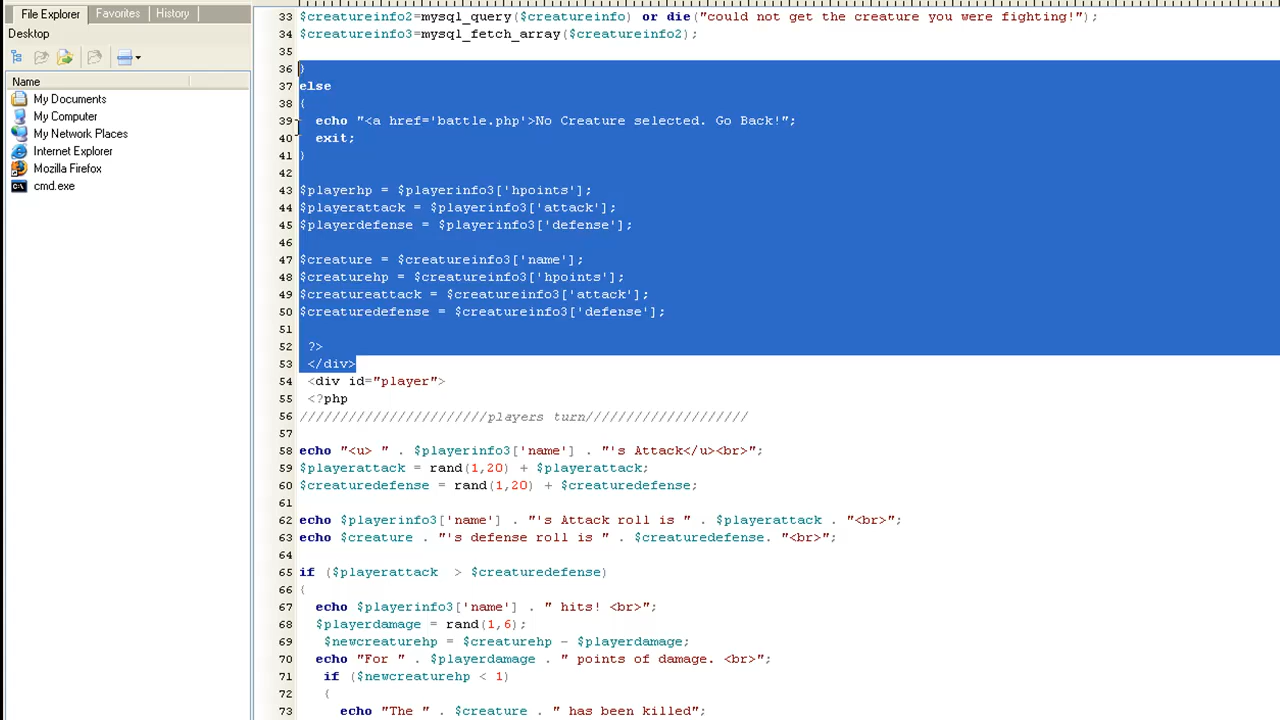 File Explorer Favorites History
Desktop
Name
My Documents
My Computer
My Network Places
Internet Explorer
Mozilla Firefox
cmd.exe
33 $creatureinfo2=mysql_query($creatureinfo) or die("could not get the creature you were fighting!");
34 $creatureinfo3=mysql_fetch_array($creatureinfo2);
35
36 }
37 else
38 {
39 echo "<a href='battle.php'>No Creature selected. Go Back!";
40 exit;
41 }
42
43 $playerhp = $playerinfo3['hpoints'];
44 $playerattack = $playerinfo3['attack'];
45 $playerdefense = $playerinfo3['defense'];
46
47 $creature = $creatureinfo3['name'];
48 $creaturehp = $creatureinfo3['hpoints'];
49 $creatureattack = $creatureinfo3['attack'];
50 $creaturedefense = $creatureinfo3['defense'];
51
52 ?>
53 </div>
54 <div id="player">
55 <?php
56 ///////////////////////players turn////////////////////
57
58 echo "<u> " . $playerinfo3['name'] . "'s Attack</u><br>";
59 $playerattack = rand(1,20) + $playerattack;
60 $creaturedefense = rand(1,20) + $creaturedefense;
61
62 echo $playerinfo3['name'] . "'s Attack roll is " . $playerattack . "<br>";
63 echo $creature . "'s defense roll is " . $creaturedefense. "<br>";
64
65 if ($playerattack > $creaturedefense)
66 {
67 echo $playerinfo3['name'] . " hits! <br>";
68 $playerdamage = rand(1,6);
69 $newcreaturehp = $creaturehp - $playerdamage;
70 echo "For " . $playerdamage . " points of damage. <br>";
71 if ($newcreaturehp < 1)
72 {
73 echo "The " . $creature . " has been killed";